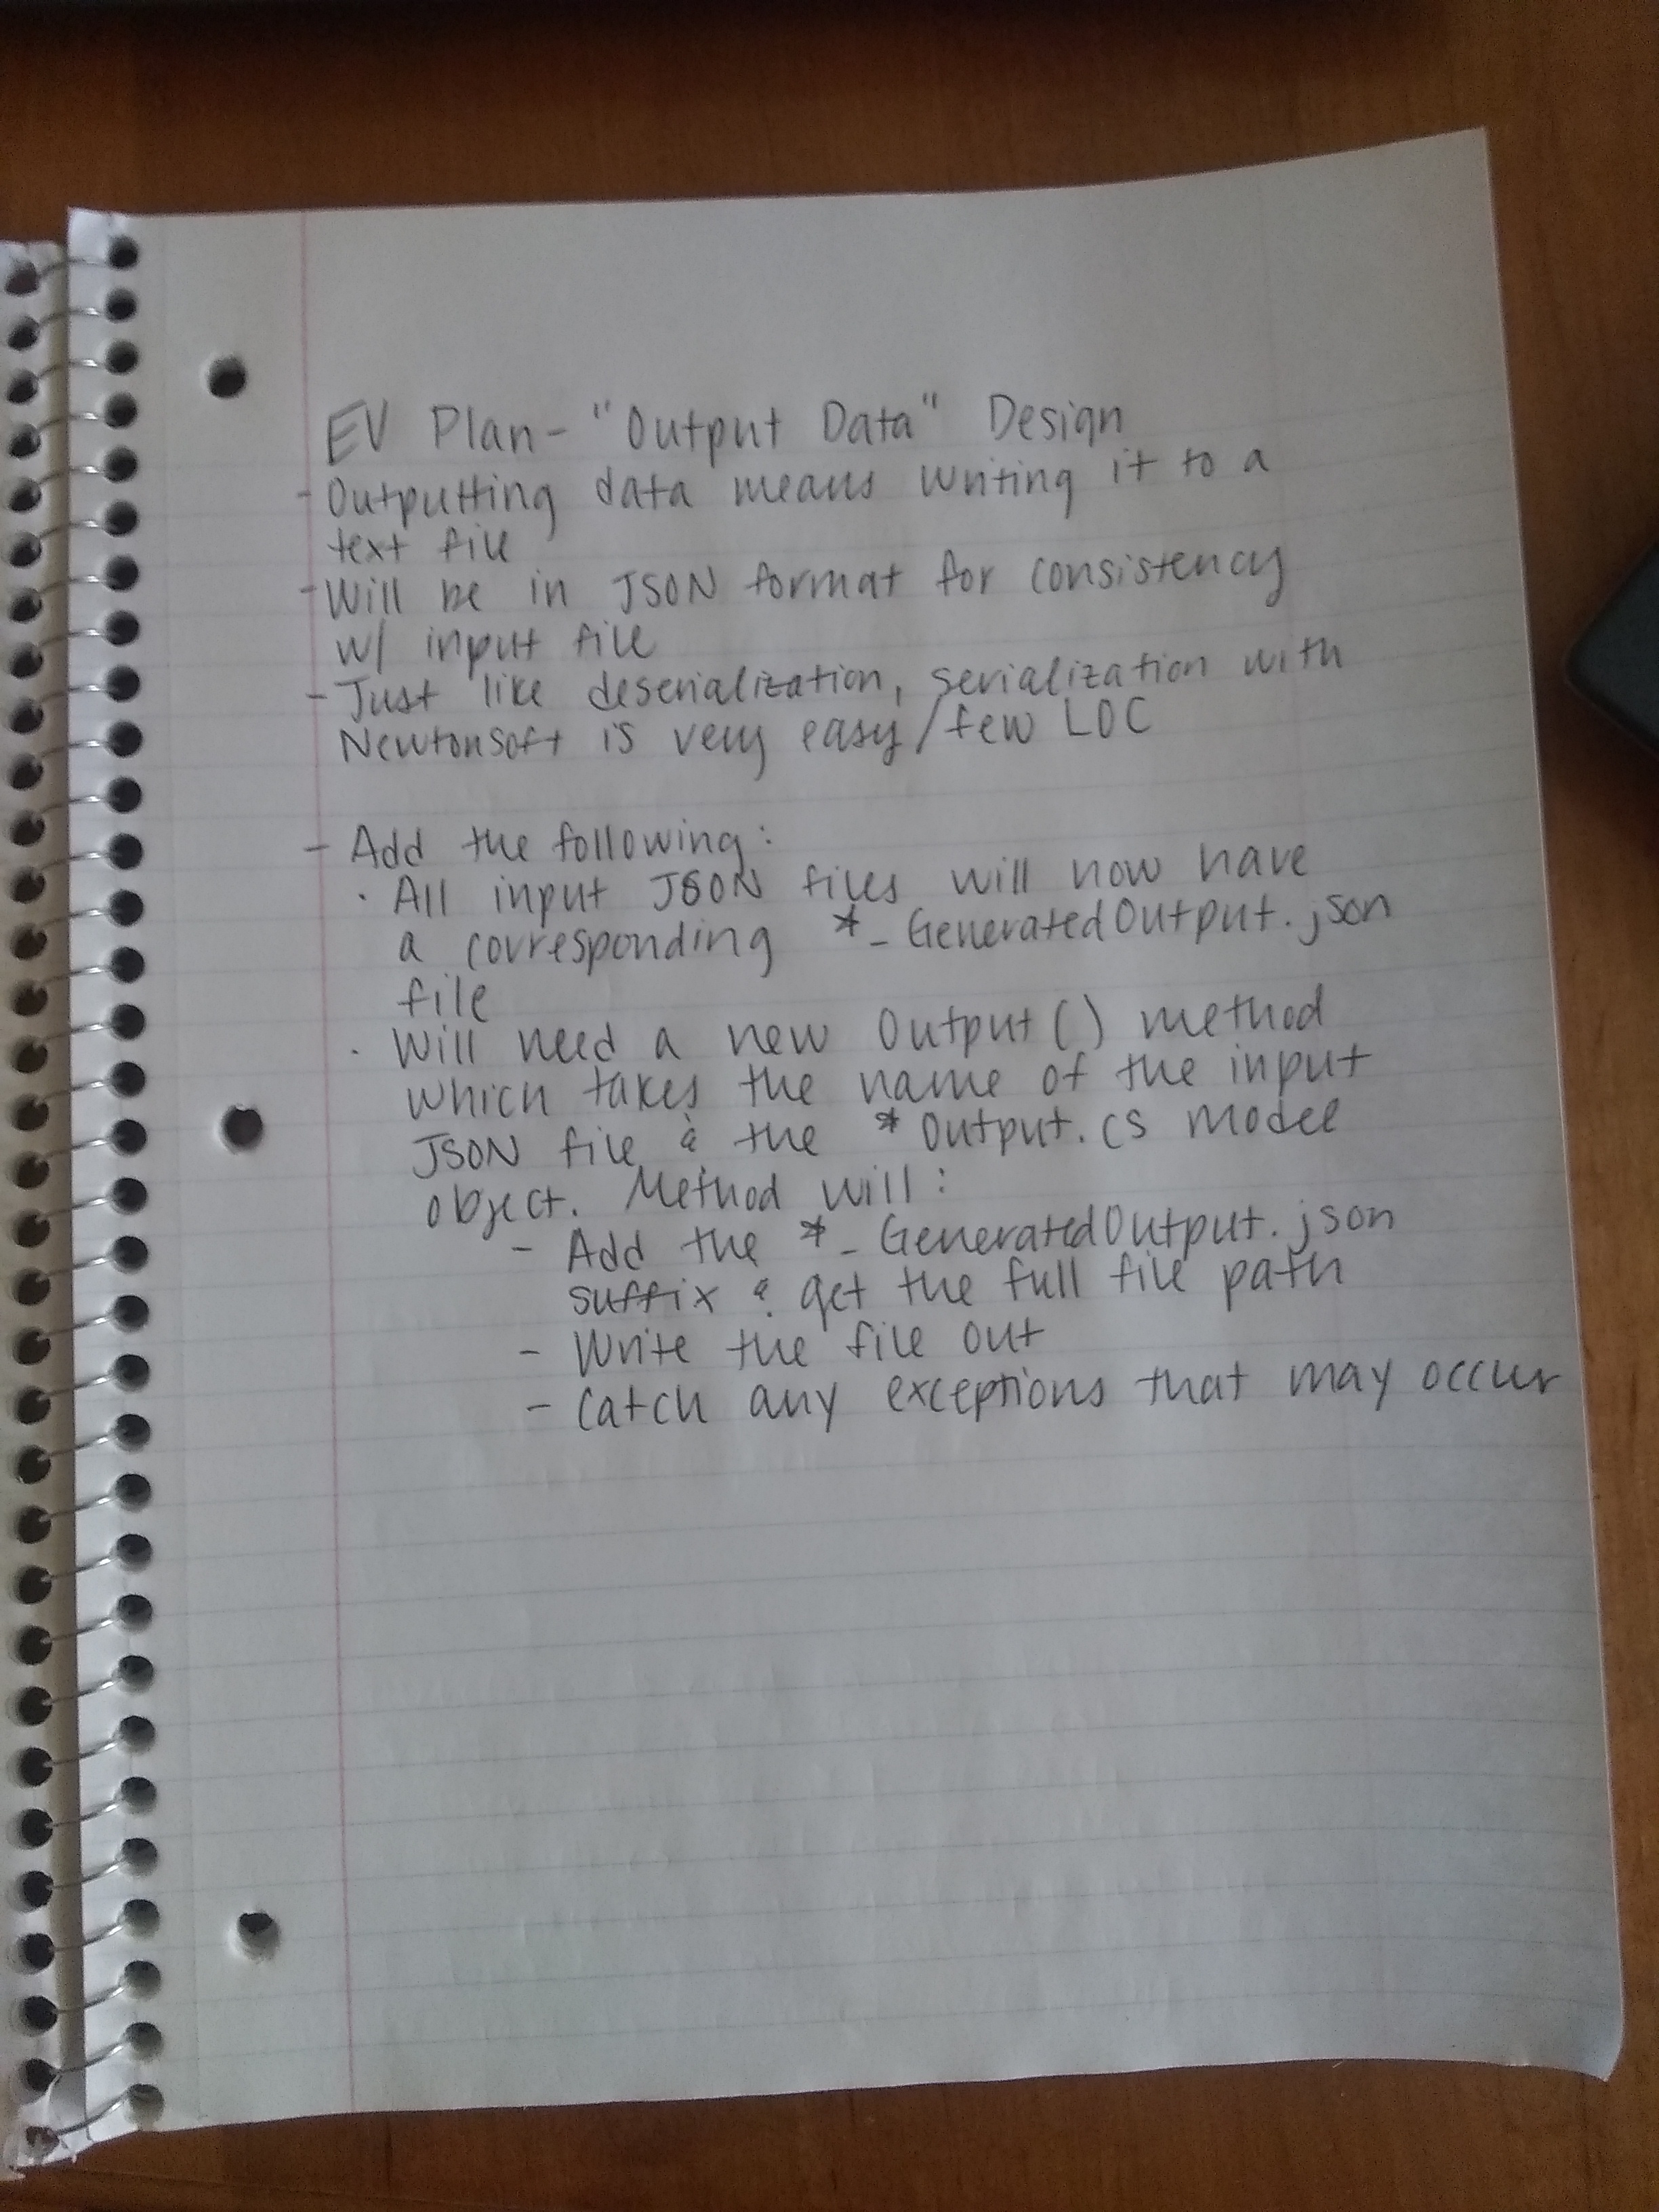 EV Plan - "Output Data" Design
- Outputting data means writing it to a
text file
- Will be in JSON format for consistency
w/ input file
- Just like deserialization, serialization with
Newtonsoft is very easy/few LOC
- Add the following:
· All input JSON files will now have
a corresponding *_GeneratedOutput.json
file
· Will need a new Output() method
which takes the name of the input
JSON file & the *Output.cs model
object. Method will:
- Add the *_GeneratedOutput.json
suffix & get the full file path
- Write the file out
- Catch any exceptions that may occur